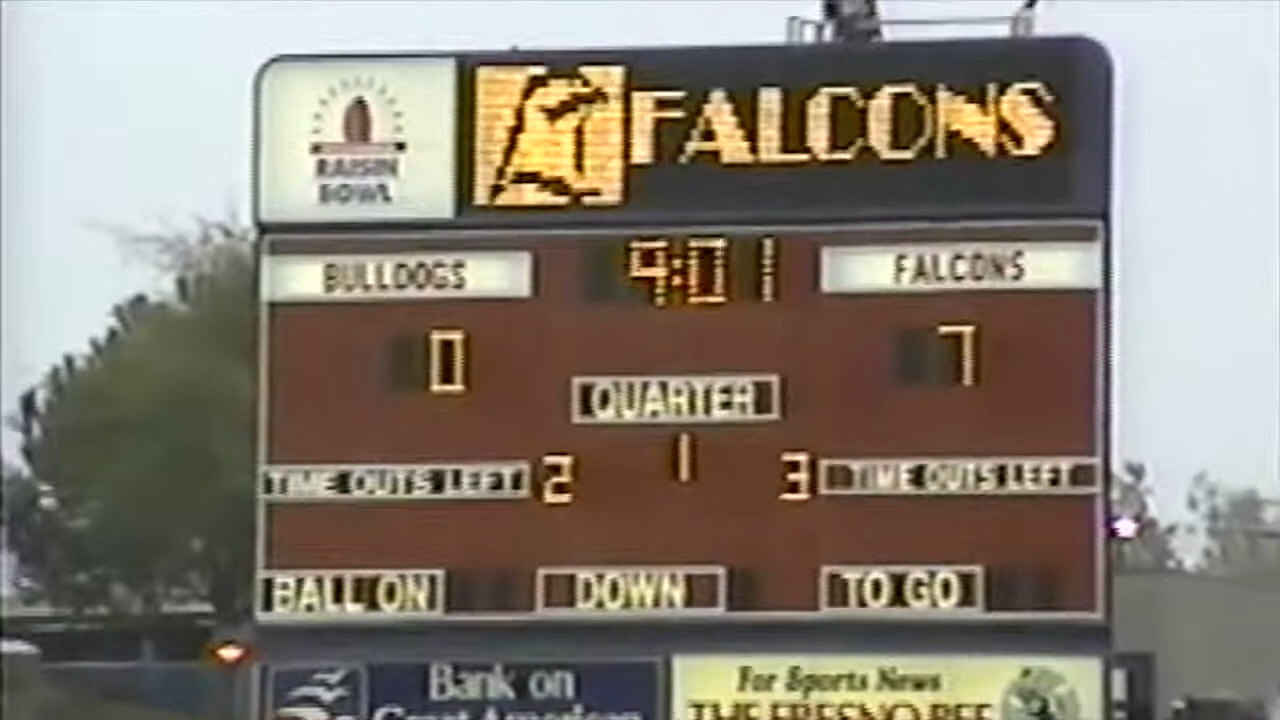 RAISIN
BOWL
FALCONS
BULLDOGS
4:01
FALCONS
0
7
QUARTER
1
TIME OUTS LEFT 2
3 TIME OUTS LEFT
BALL ON
DOWN
TO GO
Bank on
Great American
For Sports News
THE FRESNO BEE